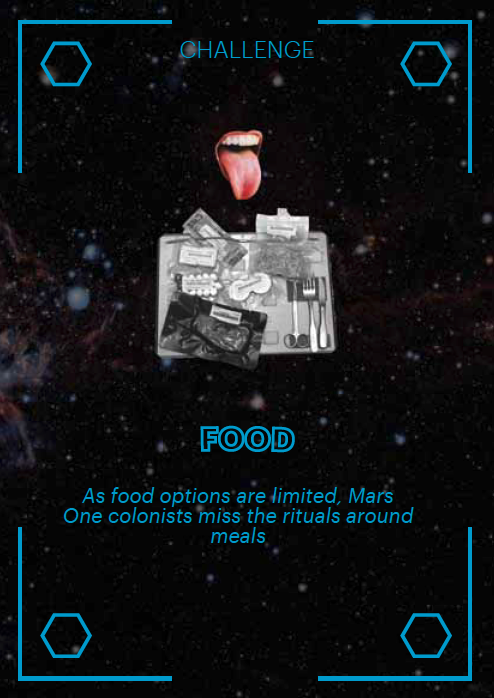 CHALLENGE
FOOD
As food options are limited, Mars
One colonists miss the rituals around
meals